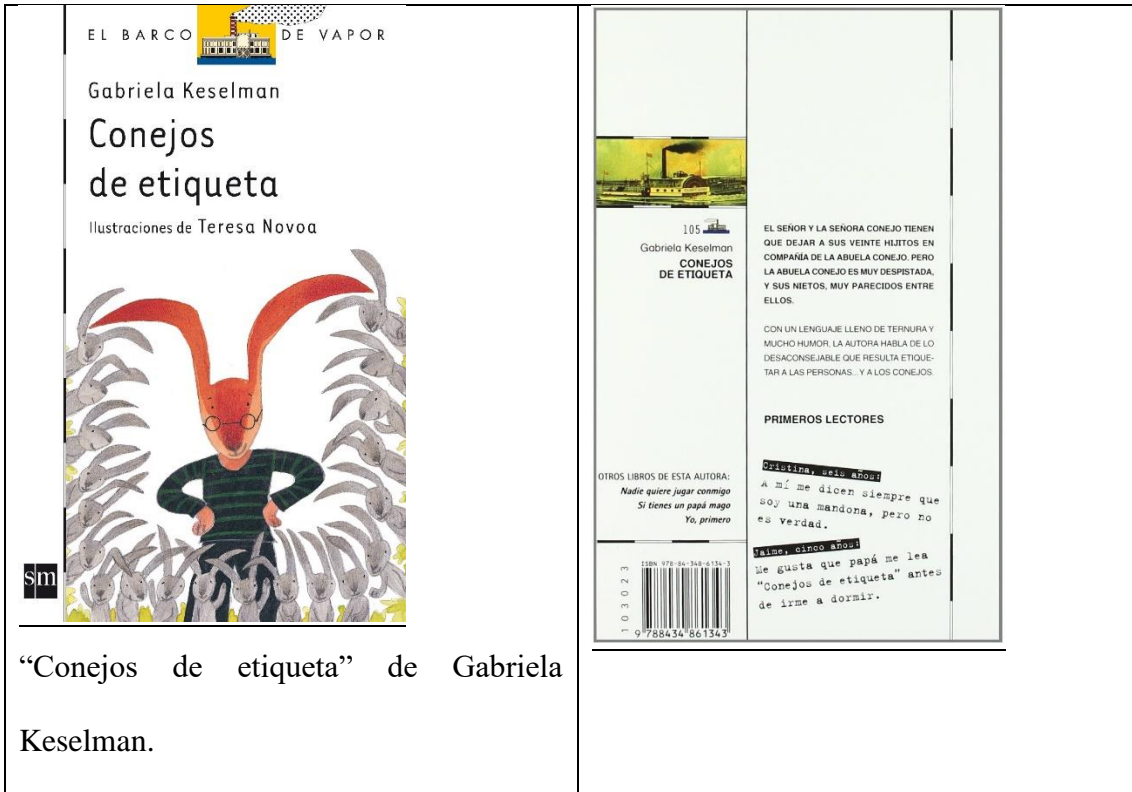 EL BARCO DE VAPOR
Gabriela Keselman
Conejos
de etiqueta
Ilustraciones de Teresa Novoa
sm
“Conejos de etiqueta” de Gabriela
Keselman.
105
Gabriela Keselman
CONEJOS
DE ETIQUETA
OTROS LIBROS DE ESTA AUTORA:
Nadie quiere jugar conmigo
Si tienes un papá mago
Yo, primero
ISBN 978-84-348-6134-3
103023
9 788434 861343
EL SEÑOR Y LA SEÑORA CONEJO TIENEN
QUE DEJAR A SUS VEINTE HIJITOS EN
COMPAÑÍA DE LA ABUELA CONEJO. PERO
LA ABUELA CONEJO ES MUY DESPISTADA,
Y SUS NIETOS, MUY PARECIDOS ENTRE
ELLOS.
CON UN LENGUAJE LLENO DE TERNURA Y
MUCHO HUMOR, LA AUTORA HABLA DE LO
DESACONSEJABLE QUE RESULTA ETIQUE-
TAR A LAS PERSONAS... Y A LOS CONEJOS.
PRIMEROS LECTORES
Cristina, seis años:
A mí me dicen siempre que
soy una mandona, pero no
es verdad.
Jaime, cinco años:
Me gusta que papá me lea
"Conejos de etiqueta" antes
de irme a dormir.